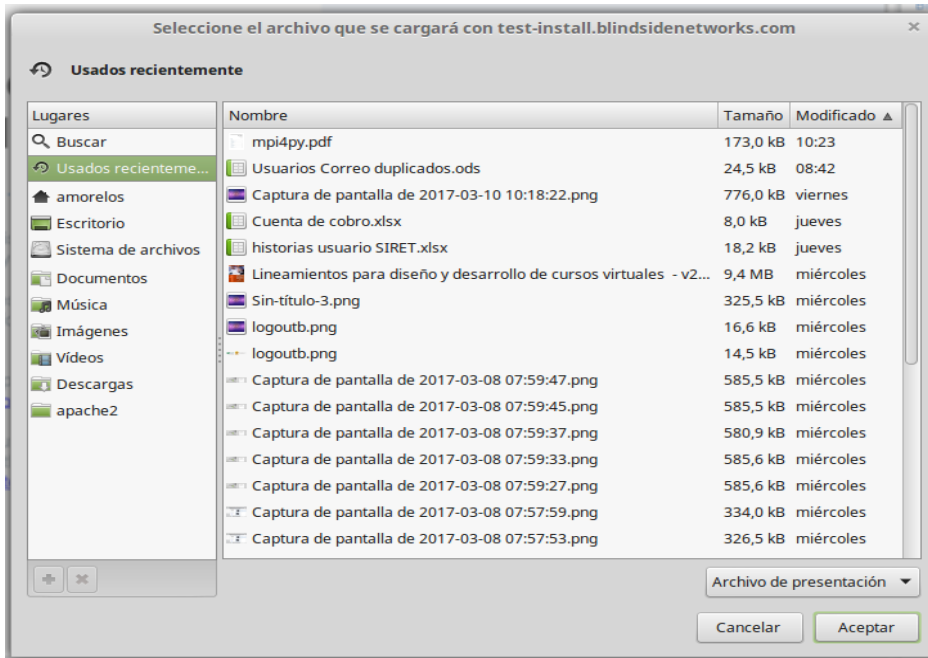 Seleccione el archivo que se cargará con test-install.blindsidenetworks.com
Usados recientemente
Lugares
Buscar
Usados recienteme...
amorelos
Escritorio
Sistema de archivos
Documentos
Música
Imágenes
Vídeos
Descargas
apache2
Nombre Tamaño Modificado
mpi4py.pdf 173,0 kB 10:23
Usuarios Correo duplicados.ods 24,5 kB 08:42
Captura de pantalla de 2017-03-10 10:18:22.png 776,0 kB viernes
Cuenta de cobro.xlsx 8,0 kB jueves
historias usuario SIRET.xlsx 18,2 kB jueves
Lineamientos para diseño y desarrollo de cursos virtuales - v2... 9,4 MB miércoles
Sin-título-3.png 325,5 kB miércoles
logoutb.png 16,6 kB miércoles
logoutb.png 14,5 kB miércoles
Captura de pantalla de 2017-03-08 07:59:47.png 585,5 kB miércoles
Captura de pantalla de 2017-03-08 07:59:45.png 585,5 kB miércoles
Captura de pantalla de 2017-03-08 07:59:37.png 580,9 kB miércoles
Captura de pantalla de 2017-03-08 07:59:33.png 585,6 kB miércoles
Captura de pantalla de 2017-03-08 07:59:27.png 585,6 kB miércoles
Captura de pantalla de 2017-03-08 07:57:59.png 334,0 kB miércoles
Captura de pantalla de 2017-03-08 07:57:53.png 326,5 kB miércoles
Archivo de presentación
Cancelar Aceptar